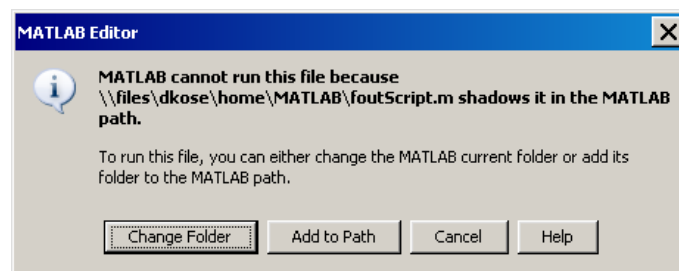 MATLAB Editor
MATLAB cannot run this file because
\\files\dkose\home\MATLAB\foutScript.m shadows it in the MATLAB
path.
To run this file, you can either change the MATLAB current folder or add its
folder to the MATLAB path.
Change Folder
Add to Path
Cancel
Help